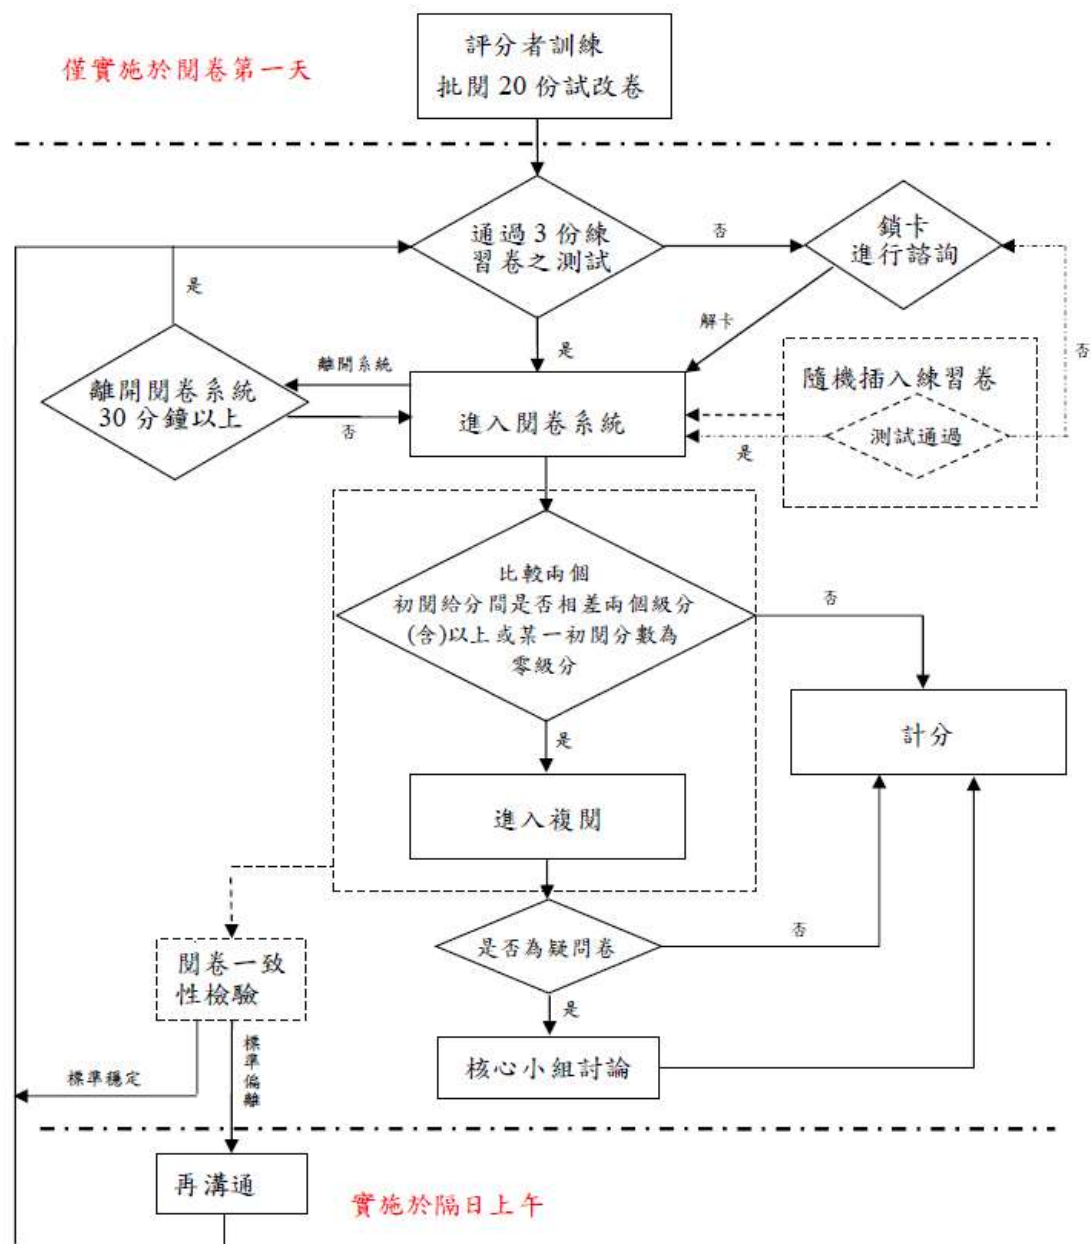 評分者訓練
批閱 20 份試改卷
僅實施於閱卷第一天
通過 3 份練
習卷之測試
否
鎖卡
進行諮詢
是
解卡
是
否
離開系統
離開閱卷系統
30 分鐘以上
否
進入閱卷系統
隨機插入練習卷
測試通過
是
比較兩個
初閱給分間是否相差兩個級分
(含)以上或某一初閱分數為
零級分
否
計分
是
進入複閱
是否為疑問卷
否
閱卷一致
性檢驗
是
核心小組討論
標準穩定
標準偏離
再溝通
實施於隔日上午